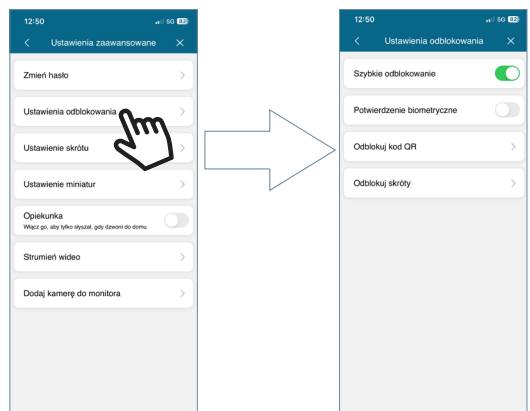 12:50
5G 82
Ustawienia zaawansowane
Zmień hasło
Ustawienia odblokowania
Ustawienie skrótu
Ustawienie miniatur
Opiekunka
Włącz go, aby tylko słyszał, gdy dzwoni do domu
Strumień wideo
Dodaj kamerę do monitora
12:50
5G 82
Ustawienia odblokowania
Szybkie odblokowanie
Potwierdzenie biometryczne
Odblokuj kod QR
Odblokuj skróty